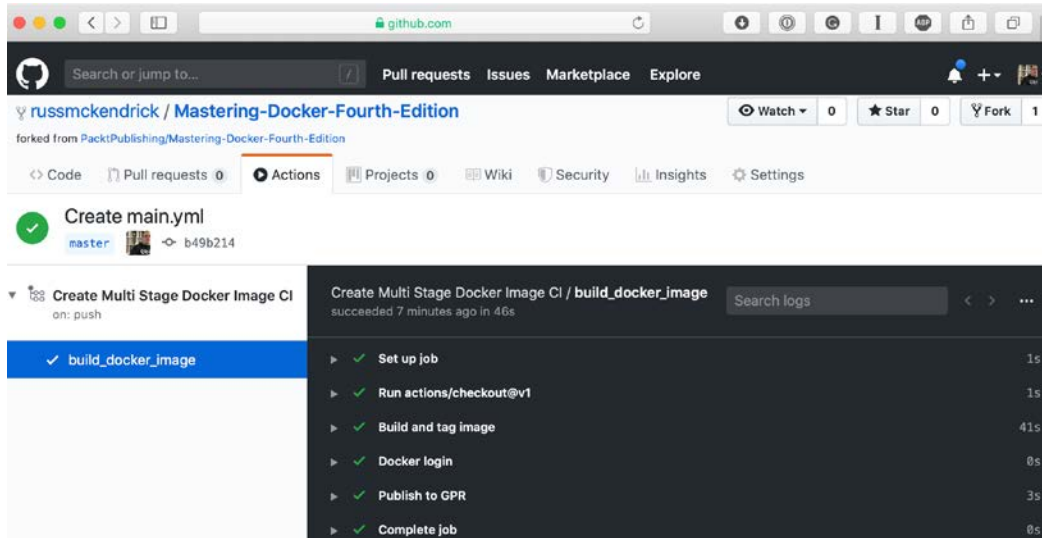 github.com
ABP
Search or jump to...
/
Pull requests Issues Marketplace Explore
russmckendrick / Mastering-Docker-Fourth-Edition
Watch 0 Star 0 Fork 1
forked from PacktPublishing/Mastering-Docker-Fourth-Edition
<> Code Pull requests 0 Actions Projects 0 Wiki Security Insights Settings
Create main.yml
master b49b214
Create Multi Stage Docker Image CI
on: push
build_docker_image
Create Multi Stage Docker Image CI / build_docker_image
succeeded 7 minutes ago in 46s
Search logs
Set up job 1s
Run actions/checkout@v1 1s
Build and tag image 41s
Docker login 0s
Publish to GPR 3s
Complete job 0s